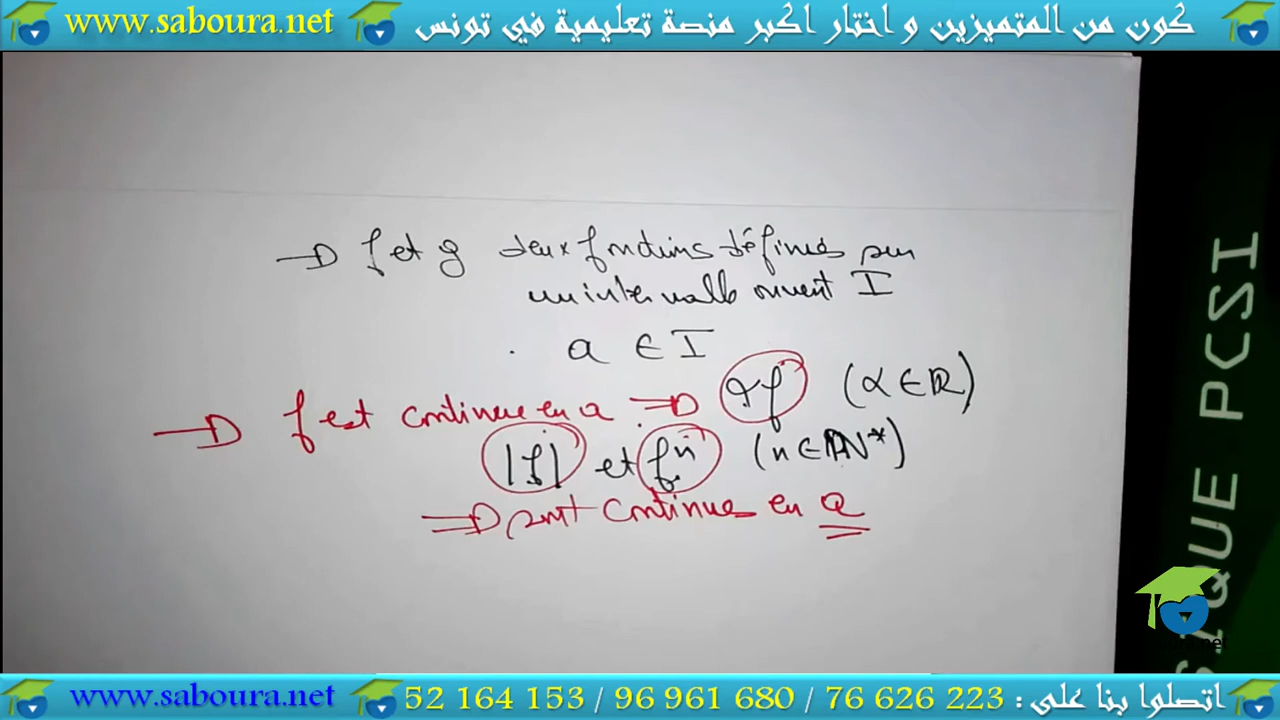 www.saboura.net كون من المتميزين و اختار اكبر منصة تعليمية في تونس
f et g deux fonctions définies sur
un intervalle ouvert I
a ∈ I
f est continue en a ⇒ αf (α ∈ ℝ)
|f| et fⁿ (n ∈ ℕ*)
⇒ sont continues en a
SIQUE PCSI
www.saboura.net اتصلوا بنا على : 52 164 153 / 96 961 680 / 76 626 223